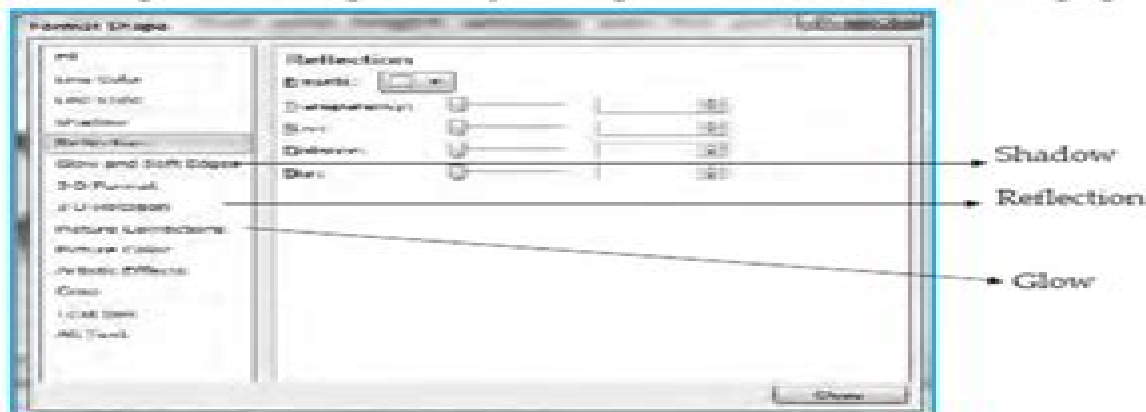 Format Shape
Fill
Line Color
Line Style
Shadow
Reflection
Glow and Soft Edges
3-D Format
3-D Rotation
Picture Corrections
Picture Color
Artistic Effects
Crop
Text Box
Alt Text
Reflection
Presets:
Transparency:
Size:
Distance:
Blur:
Close
Shadow
Reflection
Glow